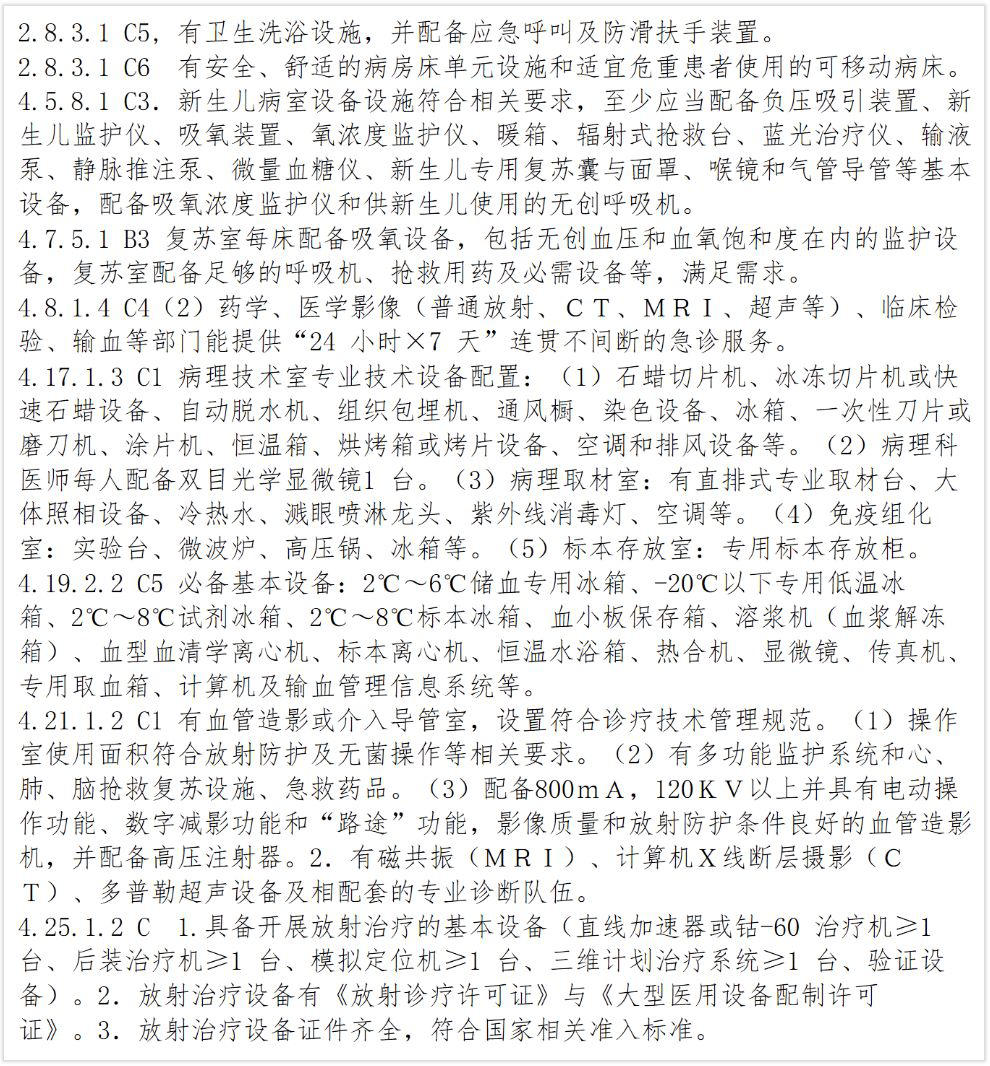 2.8.3.1 C5, 有卫生洗浴设施，并配备应急呼叫及防滑扶手装置。
2.8.3.1 C6  有安全、舒适的病房床单元设施和适宜危重患者使用的可移动病床。
4.5.8.1 C3．新生儿病室设备设施符合相关要求，至少应当配备负压吸引装置、新
生儿监护仪、吸氧装置、氧浓度监护仪、暖箱、辐射式抢救台、蓝光治疗仪、输液
泵、静脉推注泵、微量血糖仪、新生儿专用复苏囊与面罩、喉镜和气管导管等基本
设备，配备吸氧浓度监护仪和供新生儿使用的无创呼吸机。
4.7.5.1 B3 复苏室每床配备吸氧设备，包括无创血压和血氧饱和度在内的监护设
备，复苏室配备足够的呼吸机、抢救用药及必需设备等，满足需求。
4.8.1.4 C4（2）药学、医学影像（普通放射、ＣＴ、ＭＲＩ、超声等）、临床检
验、输血等部门能提供“24 小时×7 天”连贯不间断的急诊服务。
4.17.1.3 C1 病理技术室专业技术设备配置：（1）石蜡切片机、冰冻切片机或快
速石蜡设备、自动脱水机、组织包埋机、通风橱、染色设备、冰箱、一次性刀片或
磨刀机、涂片机、恒温箱、烘烤箱或烤片设备、空调和排风设备等。（2）病理科
医师每人配备双目光学显微镜1 台。（3）病理取材室：有直排式专业取材台、大
体照相设备、冷热水、溅眼喷淋龙头、紫外线消毒灯、空调等。（4）免疫组化
室：实验台、微波炉、高压锅、冰箱等。（5）标本存放室：专用标本存放柜。
4.19.2.2 C5 必备基本设备：2℃～6℃储血专用冰箱、-20℃以下专用低温冰
箱、2℃～8℃试剂冰箱、2℃～8℃标本冰箱、血小板保存箱、溶浆机（血浆解冻
箱）、血型血清学离心机、标本离心机、恒温水浴箱、热合机、显微镜、传真机、
专用取血箱、计算机及输血管理信息系统等。
4.21.1.2 C1 有血管造影或介入导管室，设置符合诊疗技术管理规范。（1）操作
室使用面积符合放射防护及无菌操作等相关要求。（2）有多功能监护系统和心、
肺、脑抢救复苏设施、急救药品。（3）配备800ｍＡ，120ＫＶ以上并具有电动操
作功能、数字减影功能和“路途”功能，影像质量和放射防护条件良好的血管造影
机，并配备高压注射器。2．有磁共振（ＭＲＩ）、计算机Ｘ线断层摄影（Ｃ
Ｔ）、多普勒超声设备及相配套的专业诊断队伍。
4.25.1.2 C  1.具备开展放射治疗的基本设备（直线加速器或钴-60 治疗机≥1
台、后装治疗机≥1 台、模拟定位机≥1 台、三维计划治疗系统≥1 台、验证设
备）。2．放射治疗设备有《放射诊疗许可证》与《大型医用设备配制许可
证》。3．放射治疗设备证件齐全，符合国家相关准入标准。